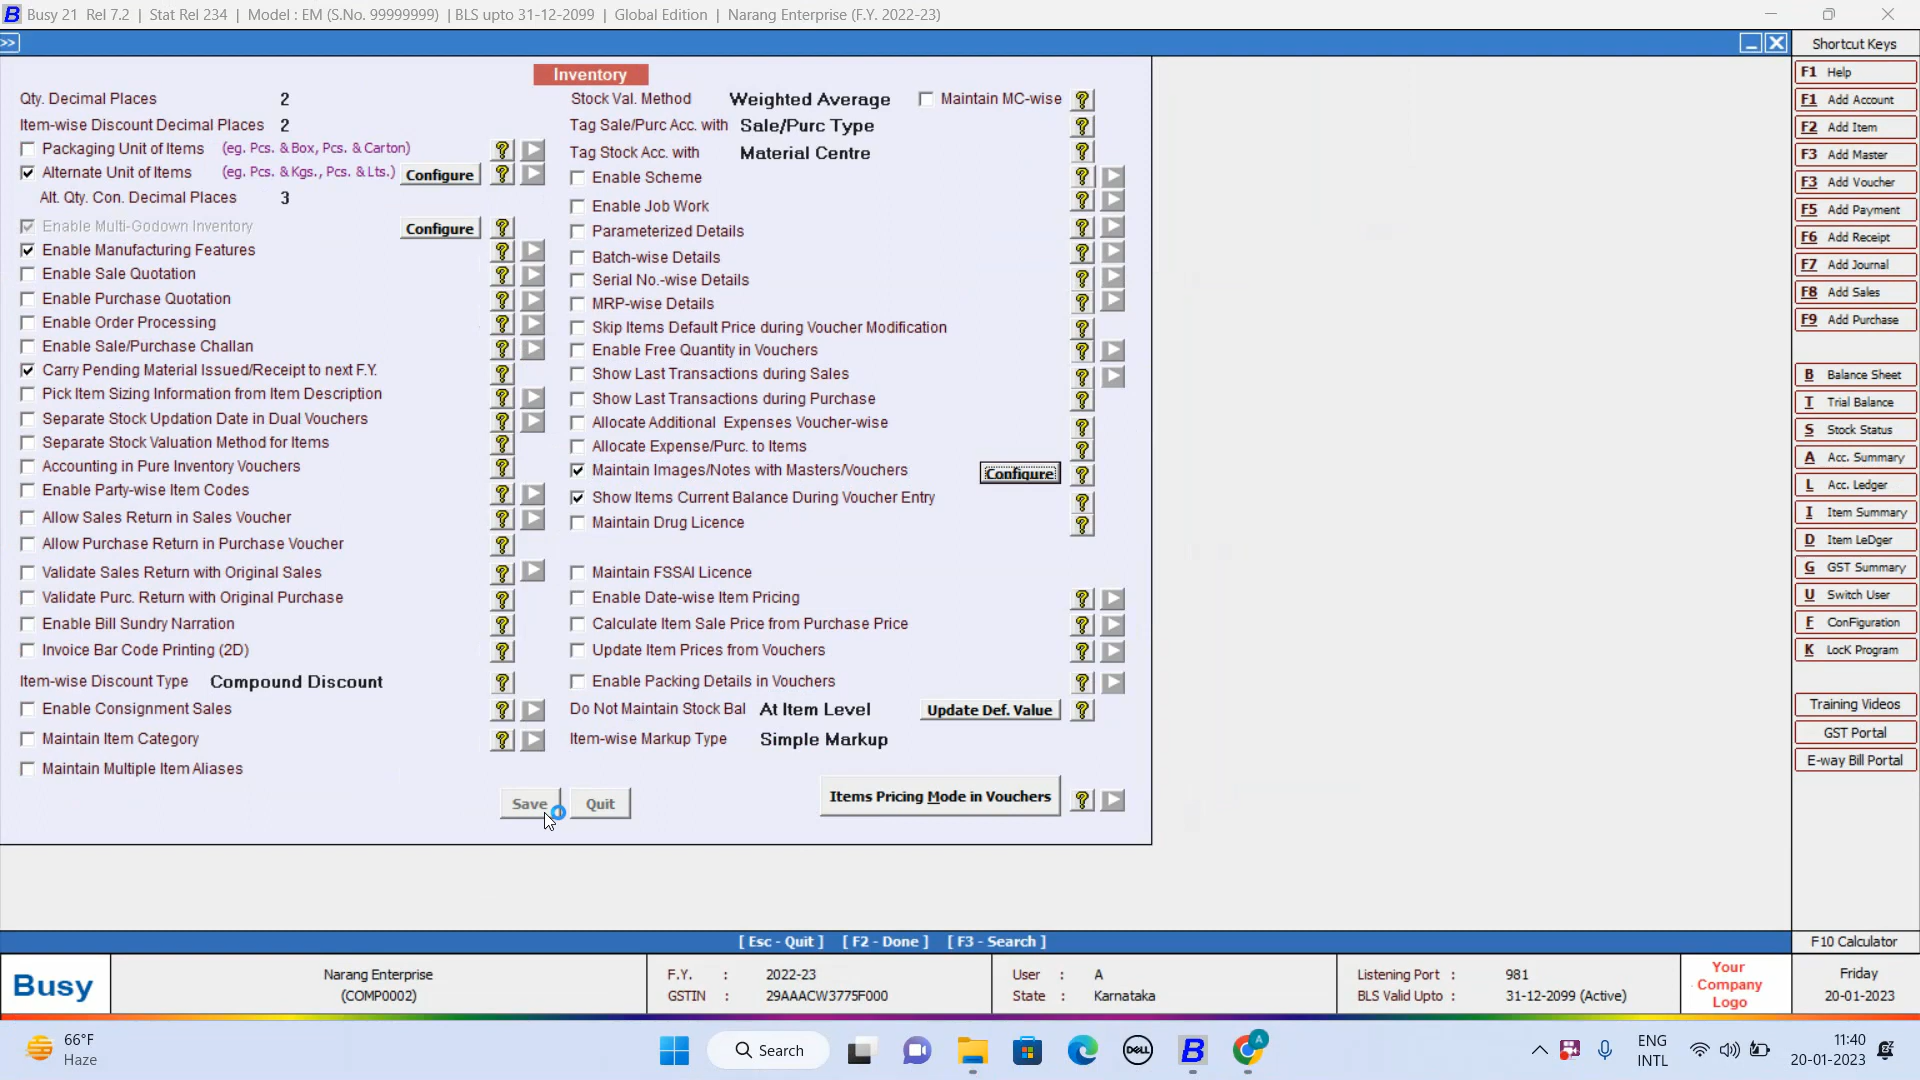 Busy 21 Rel 7.2 | Stat Rel 234 | Model : EM (S.No. 99999999) | BLS upto 31-12-2099 | Global Edition | Narang Enterprise (F.Y. 2022-23)
>>
Shortcut Keys
Inventory
Qty. Decimal Places 2
Item-wise Discount Decimal Places 2
Packaging Unit of Items (eg. Pcs. & Box, Pcs. & Carton) ?
Alternate Unit of Items (eg. Pcs. & Kgs., Pcs. & Lts.) Configure ?
Alt. Qty. Con. Decimal Places 3
Enable Multi-Godown Inventory Configure ?
Enable Manufacturing Features ?
Enable Sale Quotation ?
Enable Purchase Quotation ?
Enable Order Processing ?
Enable Sale/Purchase Challan ?
Carry Pending Material Issued/Receipt to next F.Y. ?
Pick Item Sizing Information from Item Description ?
Separate Stock Updation Date in Dual Vouchers ?
Separate Stock Valuation Method for Items ?
Accounting in Pure Inventory Vouchers ?
Enable Party-wise Item Codes ?
Allow Sales Return in Sales Voucher ?
Allow Purchase Return in Purchase Voucher ?
Validate Sales Return with Original Sales ?
Validate Purc. Return with Original Purchase ?
Enable Bill Sundry Narration ?
Invoice Bar Code Printing (2D) ?
Item-wise Discount Type Compound Discount ?
Enable Consignment Sales ?
Maintain Item Category ?
Maintain Multiple Item Aliases
Stock Val. Method Weighted Average Maintain MC-wise ?
Tag Sale/Purc Acc. with Sale/Purc Type ?
Tag Stock Acc. with Material Centre ?
Enable Scheme ?
Enable Job Work ?
Parameterized Details ?
Batch-wise Details ?
Serial No.-wise Details ?
MRP-wise Details ?
Skip Items Default Price during Voucher Modification ?
Enable Free Quantity in Vouchers ?
Show Last Transactions during Sales ?
Show Last Transactions during Purchase ?
Allocate Additional Expenses Voucher-wise ?
Allocate Expense/Purc. to Items ?
Maintain Images/Notes with Masters/Vouchers Configure ?
Show Items Current Balance During Voucher Entry ?
Maintain Drug Licence ?
Maintain FSSAI Licence
Enable Date-wise Item Pricing ?
Calculate Item Sale Price from Purchase Price ?
Update Item Prices from Vouchers ?
Enable Packing Details in Vouchers ?
Do Not Maintain Stock Bal At Item Level Update Def. Value ?
Item-wise Markup Type Simple Markup
Save Quit Items Pricing Mode in Vouchers ?
F1 Help
F1 Add Account
F2 Add Item
F3 Add Master
F3 Add Voucher
F5 Add Payment
F6 Add Receipt
F7 Add Journal
F8 Add Sales
F9 Add Purchase
B Balance Sheet
T Trial Balance
S Stock Status
A Acc. Summary
L Acc. Ledger
I Item Summary
D Item LeDger
G GST Summary
U Switch User
F ConFiguration
K LocK Program
Training Videos
GST Portal
E-way Bill Portal
[ Esc - Quit ] [ F2 - Done ] [ F3 - Search ]
F10 Calculator
Busy
Narang Enterprise
(COMP0002)
F.Y. : 2022-23
GSTIN : 29AAACW3775F000
User : A
State : Karnataka
Listening Port : 981
BLS Valid Upto : 31-12-2099 (Active)
Your
Company
Logo
Friday
20-01-2023
66°F
Haze
Search
DELL
B
A
ENG
INTL
11:40
20-01-2023